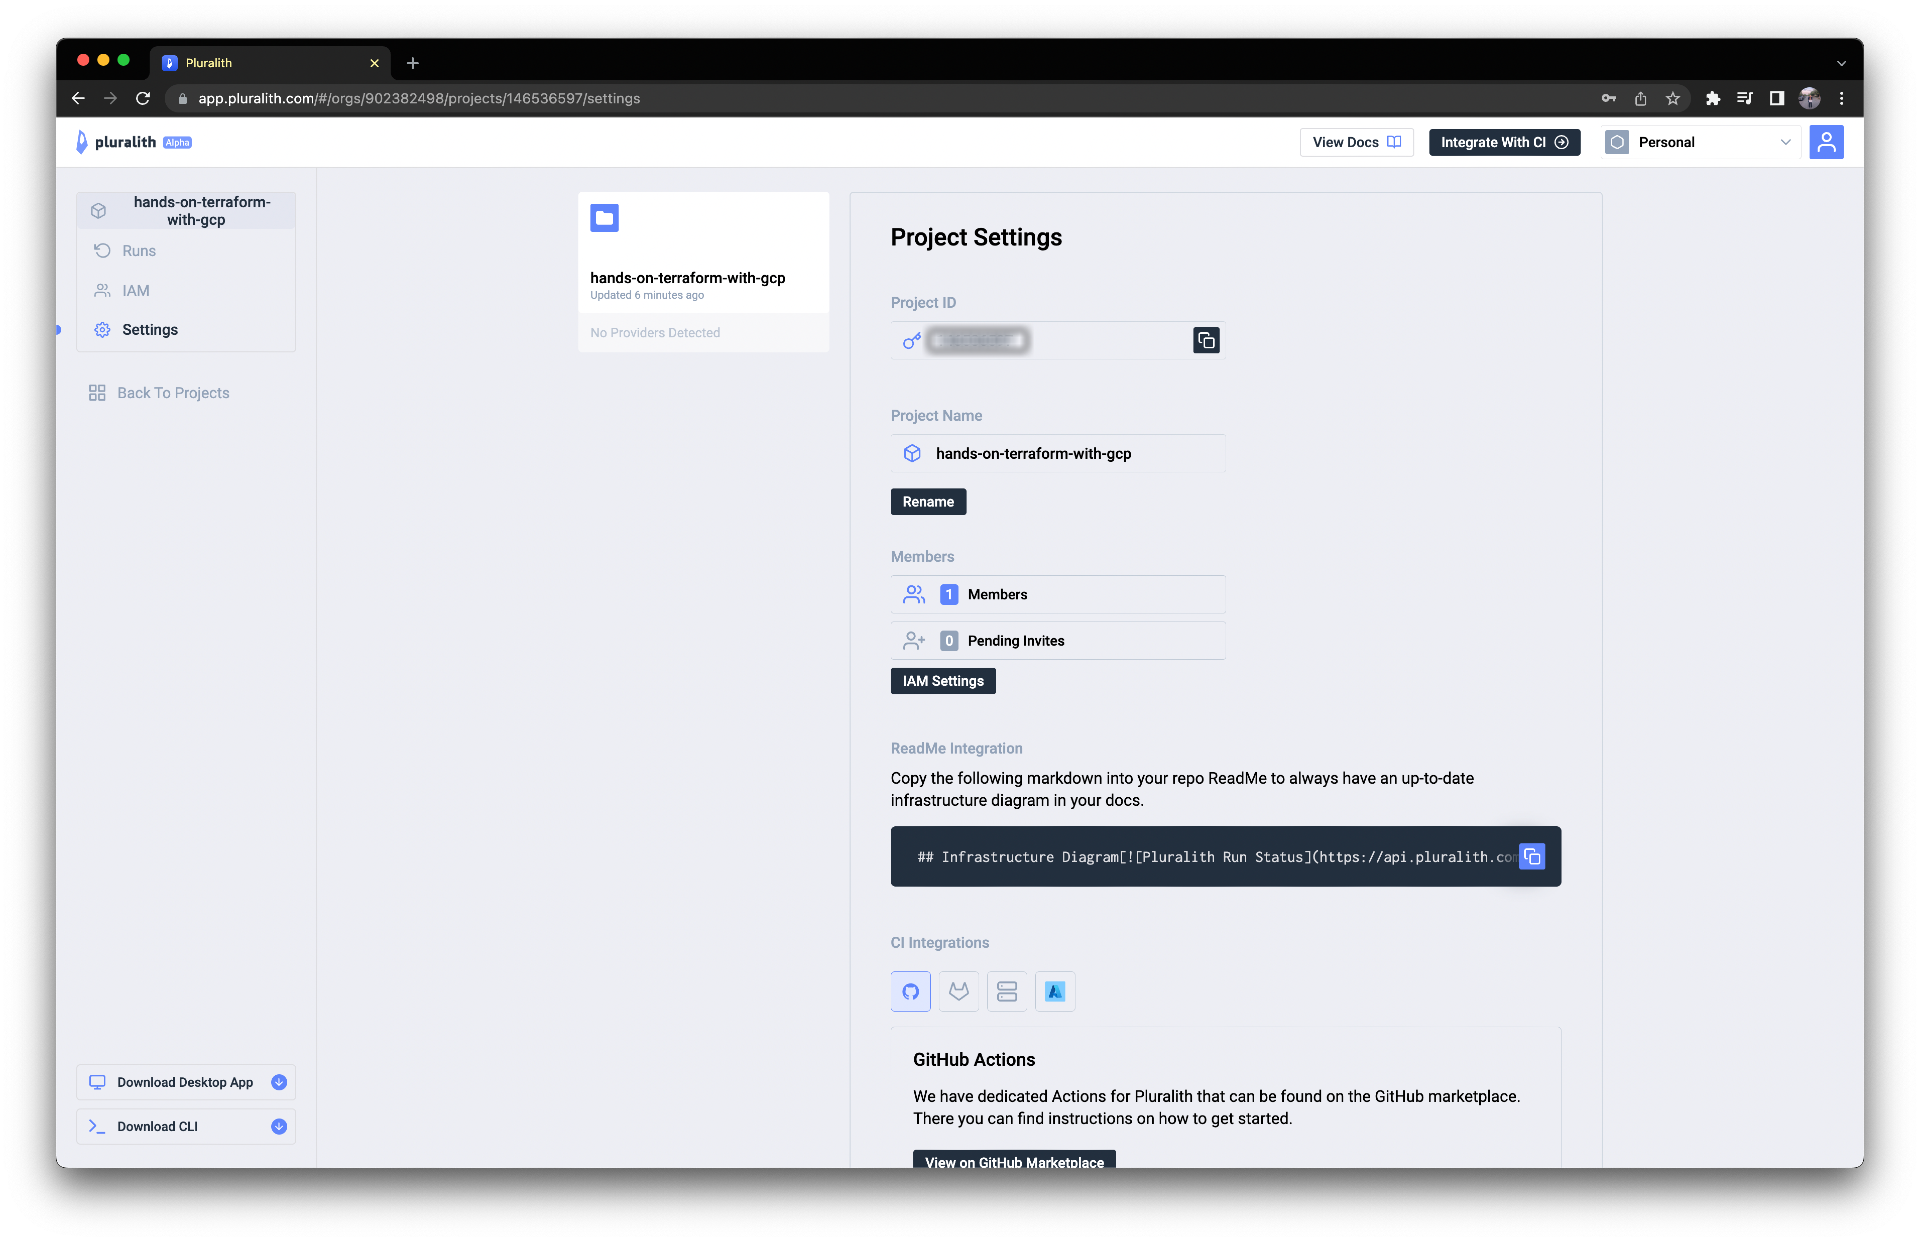 Pluralith
app.pluralith.com/#/orgs/902382498/projects/146536597/settings
pluralith Alpha
View Docs
Integrate With CI
Personal
hands-on-terraform-
with-gcp
Runs
IAM
Settings
Back To Projects
Download Desktop App
Download CLI
hands-on-terraform-with-gcp
Updated 6 minutes ago
No Providers Detected
Project Settings
Project ID
Project Name
hands-on-terraform-with-gcp
Rename
Members
1 Members
0 Pending Invites
IAM Settings
ReadMe Integration
Copy the following markdown into your repo ReadMe to always have an up-to-date
infrastructure diagram in your docs.
## Infrastructure Diagram[![Pluralith Run Status](https://api.pluralith.com
CI Integrations
GitHub Actions
We have dedicated Actions for Pluralith that can be found on the GitHub marketplace.
There you can find instructions on how to get started.
View on GitHub Marketplace